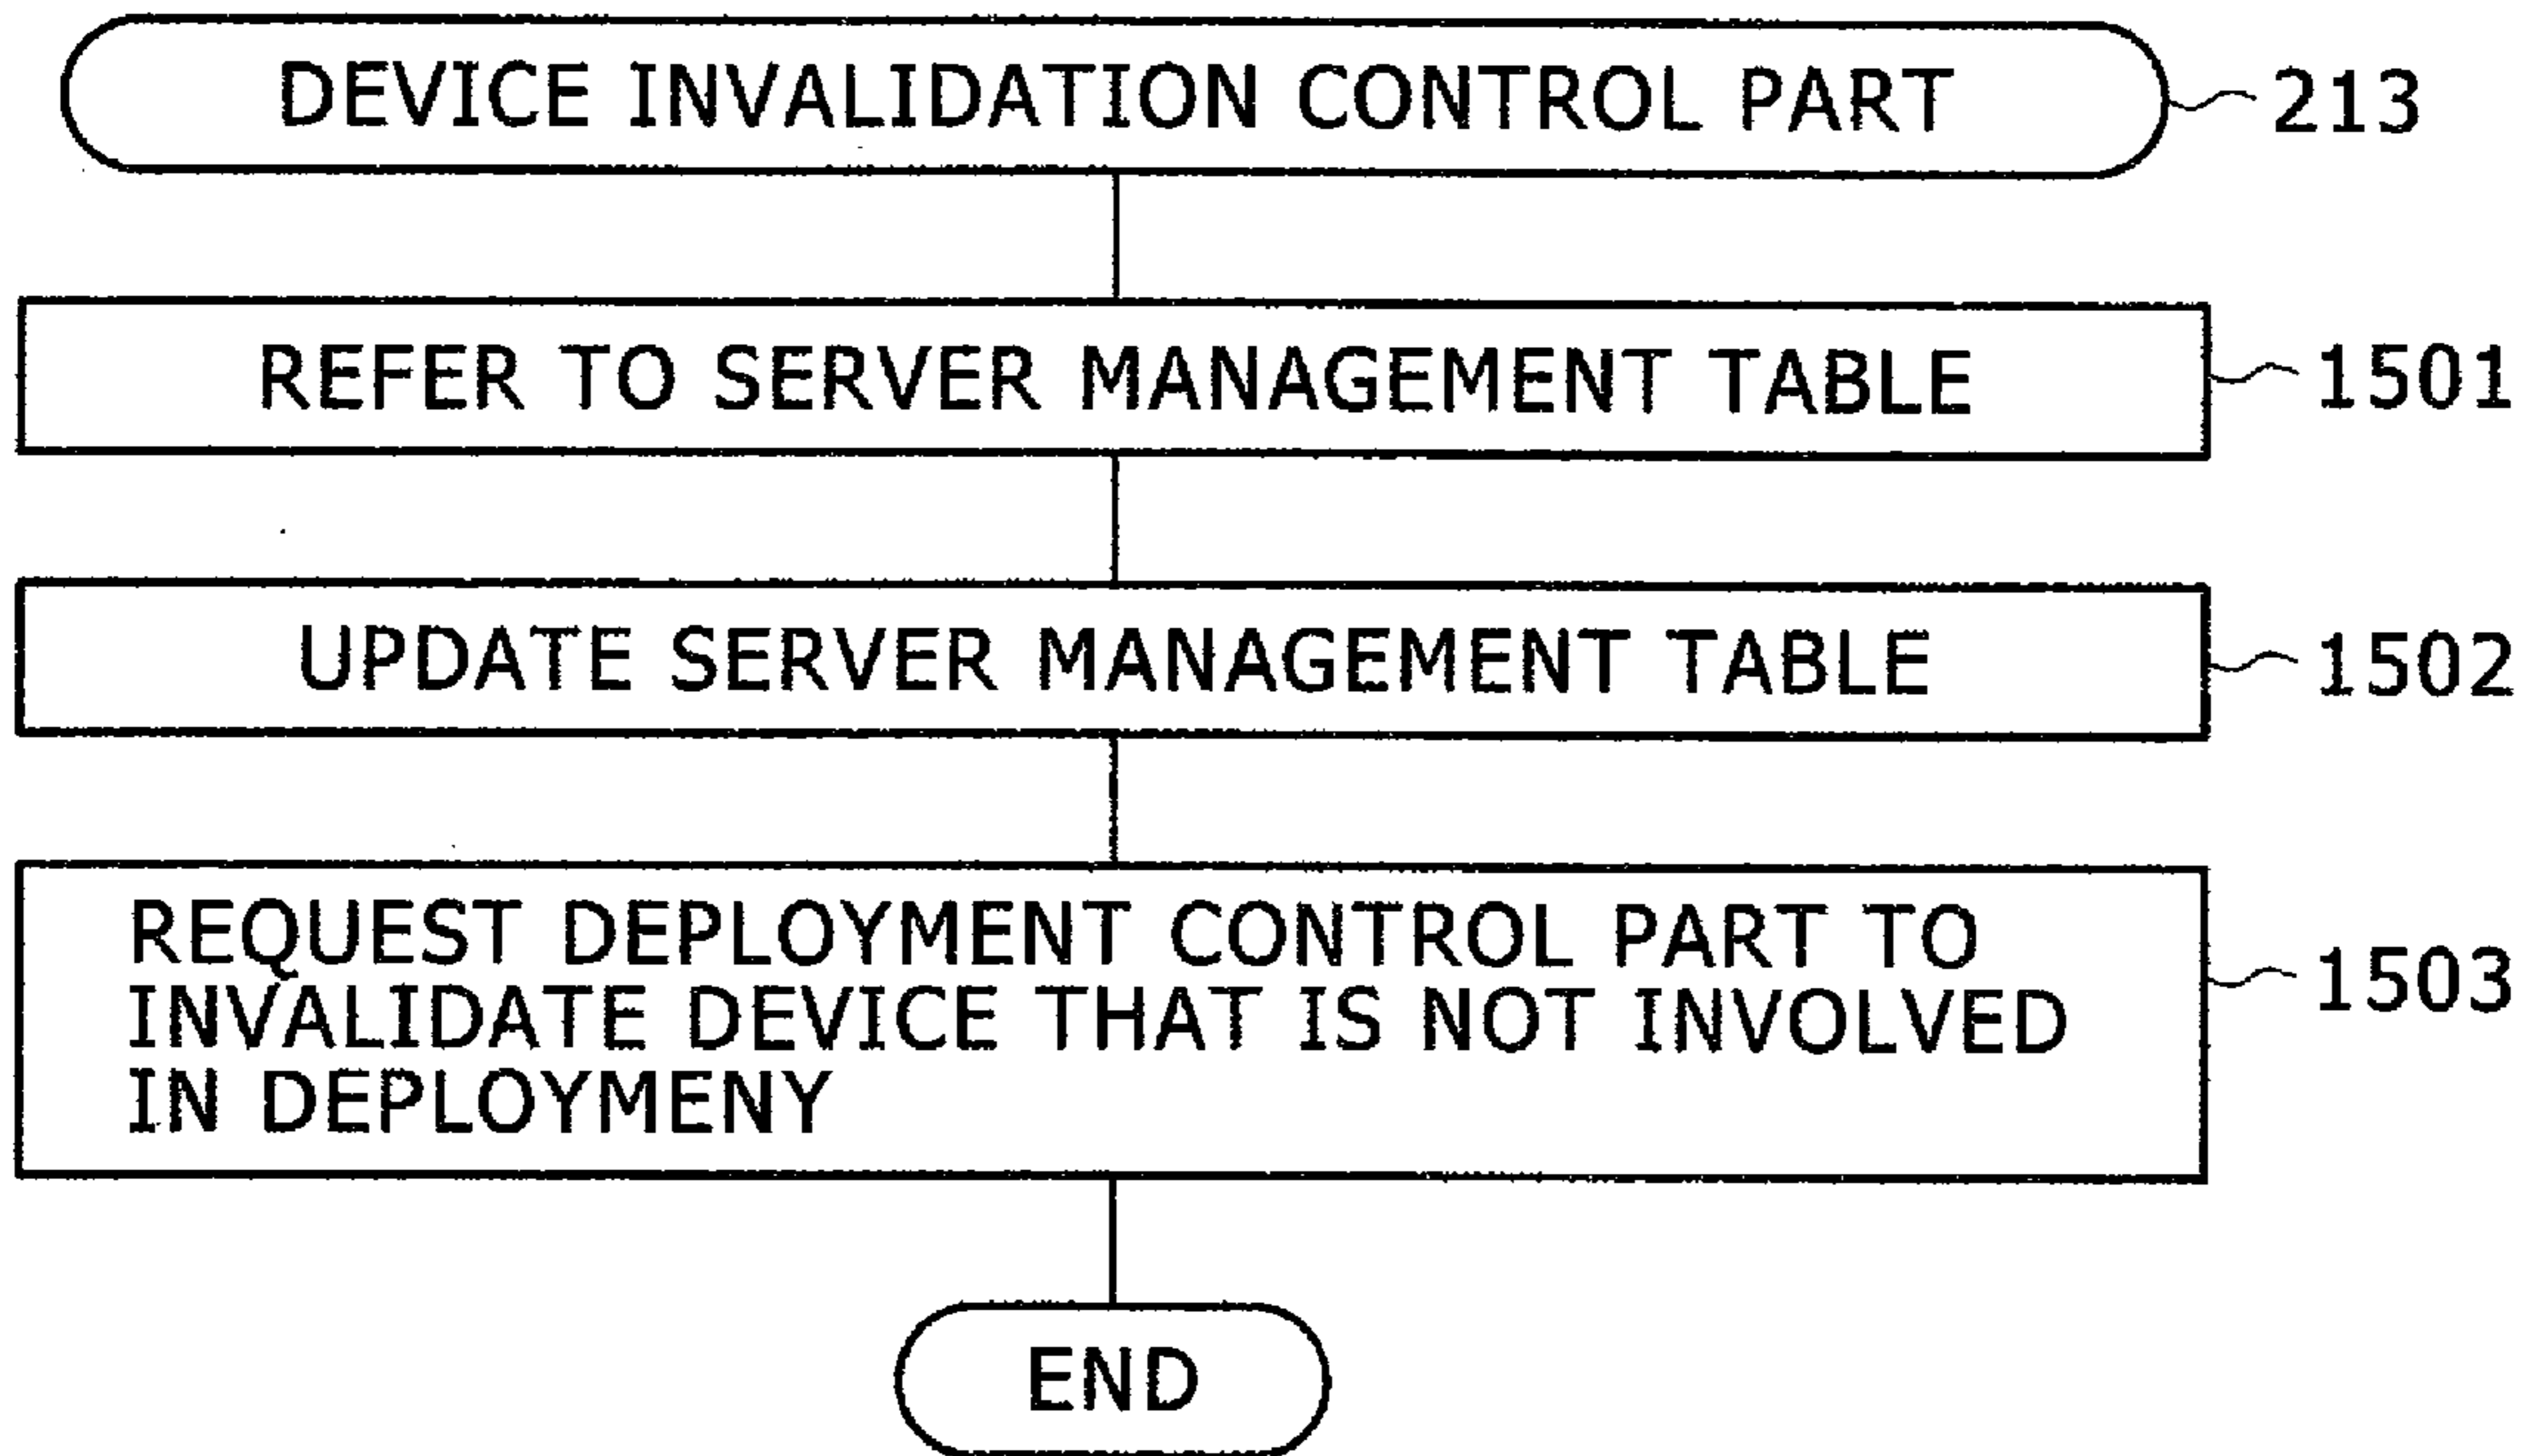 DEVICE INVALIDATION CONTROL PART 213
REFER TO SERVER MANAGEMENT TABLE 1501
UPDATE SERVER MANAGEMENT TABLE 1502
REQUEST DEPLOYMENT CONTROL PART TO
INVALIDATE DEVICE THAT IS NOT INVOLVED 1503
IN DEPLOYMENY
END